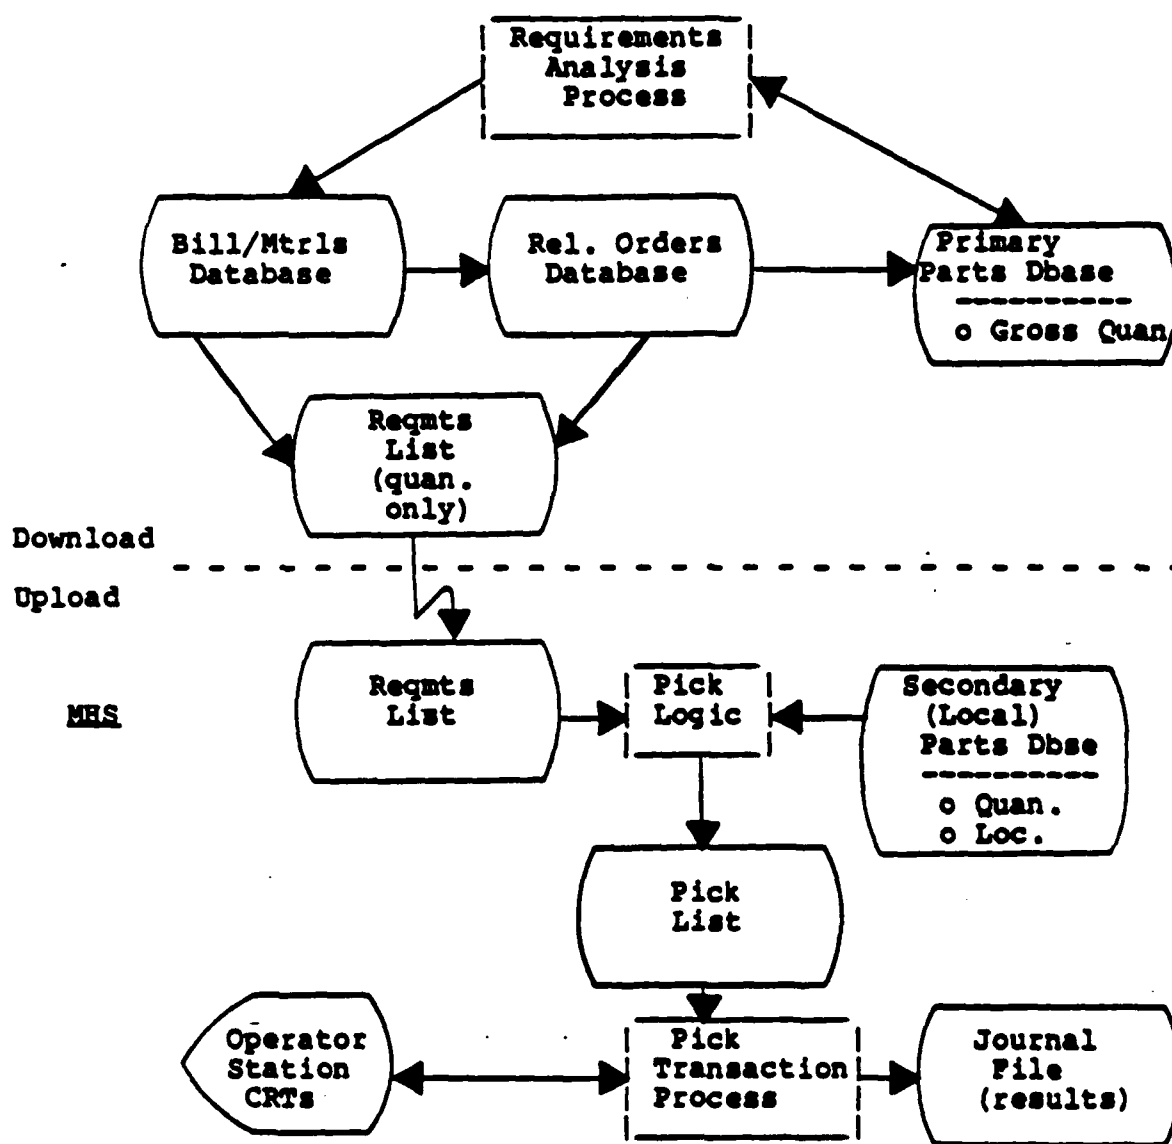 Requirements
Analysis
Process
Bill/Mtrls
Database
Rel. Orders
Database
Primary
Parts Dbase
----------
o Gross Quan
Reqmts
List
(quan.
only)
Download
Upload
MHS
Reqmts
List
Pick
Logic
Secondary
(Local)
Parts Dbse
----------
o Quan.
o Loc.
Pick
List
Operator
Station
CRTs
Pick
Transaction
Process
Journal
File
(results)